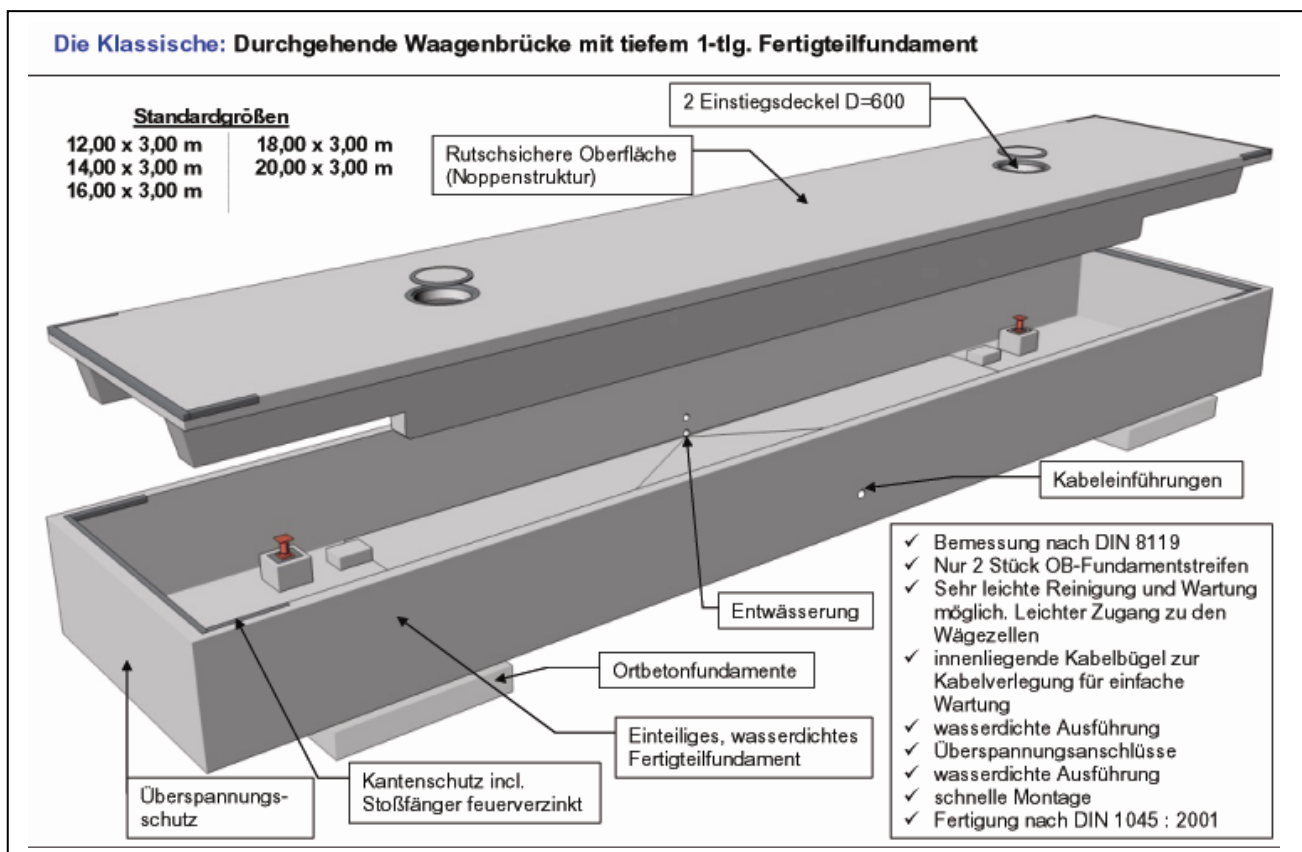 Die Klassische: Durchgehende Waagenbrücke mit tiefem 1-tlg. Fertigteilfundament
Standardgrößen
12,00 x 3,00 m
14,00 x 3,00 m
16,00 x 3,00 m
18,00 x 3,00 m
20,00 x 3,00 m
2 Einstiegsdeckel D=600
Rutschsichere Oberfläche
(Noppenstruktur)
Kabeleinführungen
Entwässerung
Ortbetonfundamente
Einteiliges, wasserdichtes
Fertigteilfundament
Kantenschutz incl.
Stoßfänger feuerverzinkt
Überspannungs-
schutz
✓ Bemessung nach DIN 8119
✓ Nur 2 Stück OB-Fundamentstreifen
✓ Sehr leichte Reinigung und Wartung
möglich. Leichter Zugang zu den
Wägezellen
✓ innenliegende Kabelbügel zur
Kabelverlegung für einfache
Wartung
✓ wasserdichte Ausführung
✓ Überspannungsanschlüsse
✓ wasserdichte Ausführung
✓ schnelle Montage
✓ Fertigung nach DIN 1045 : 2001